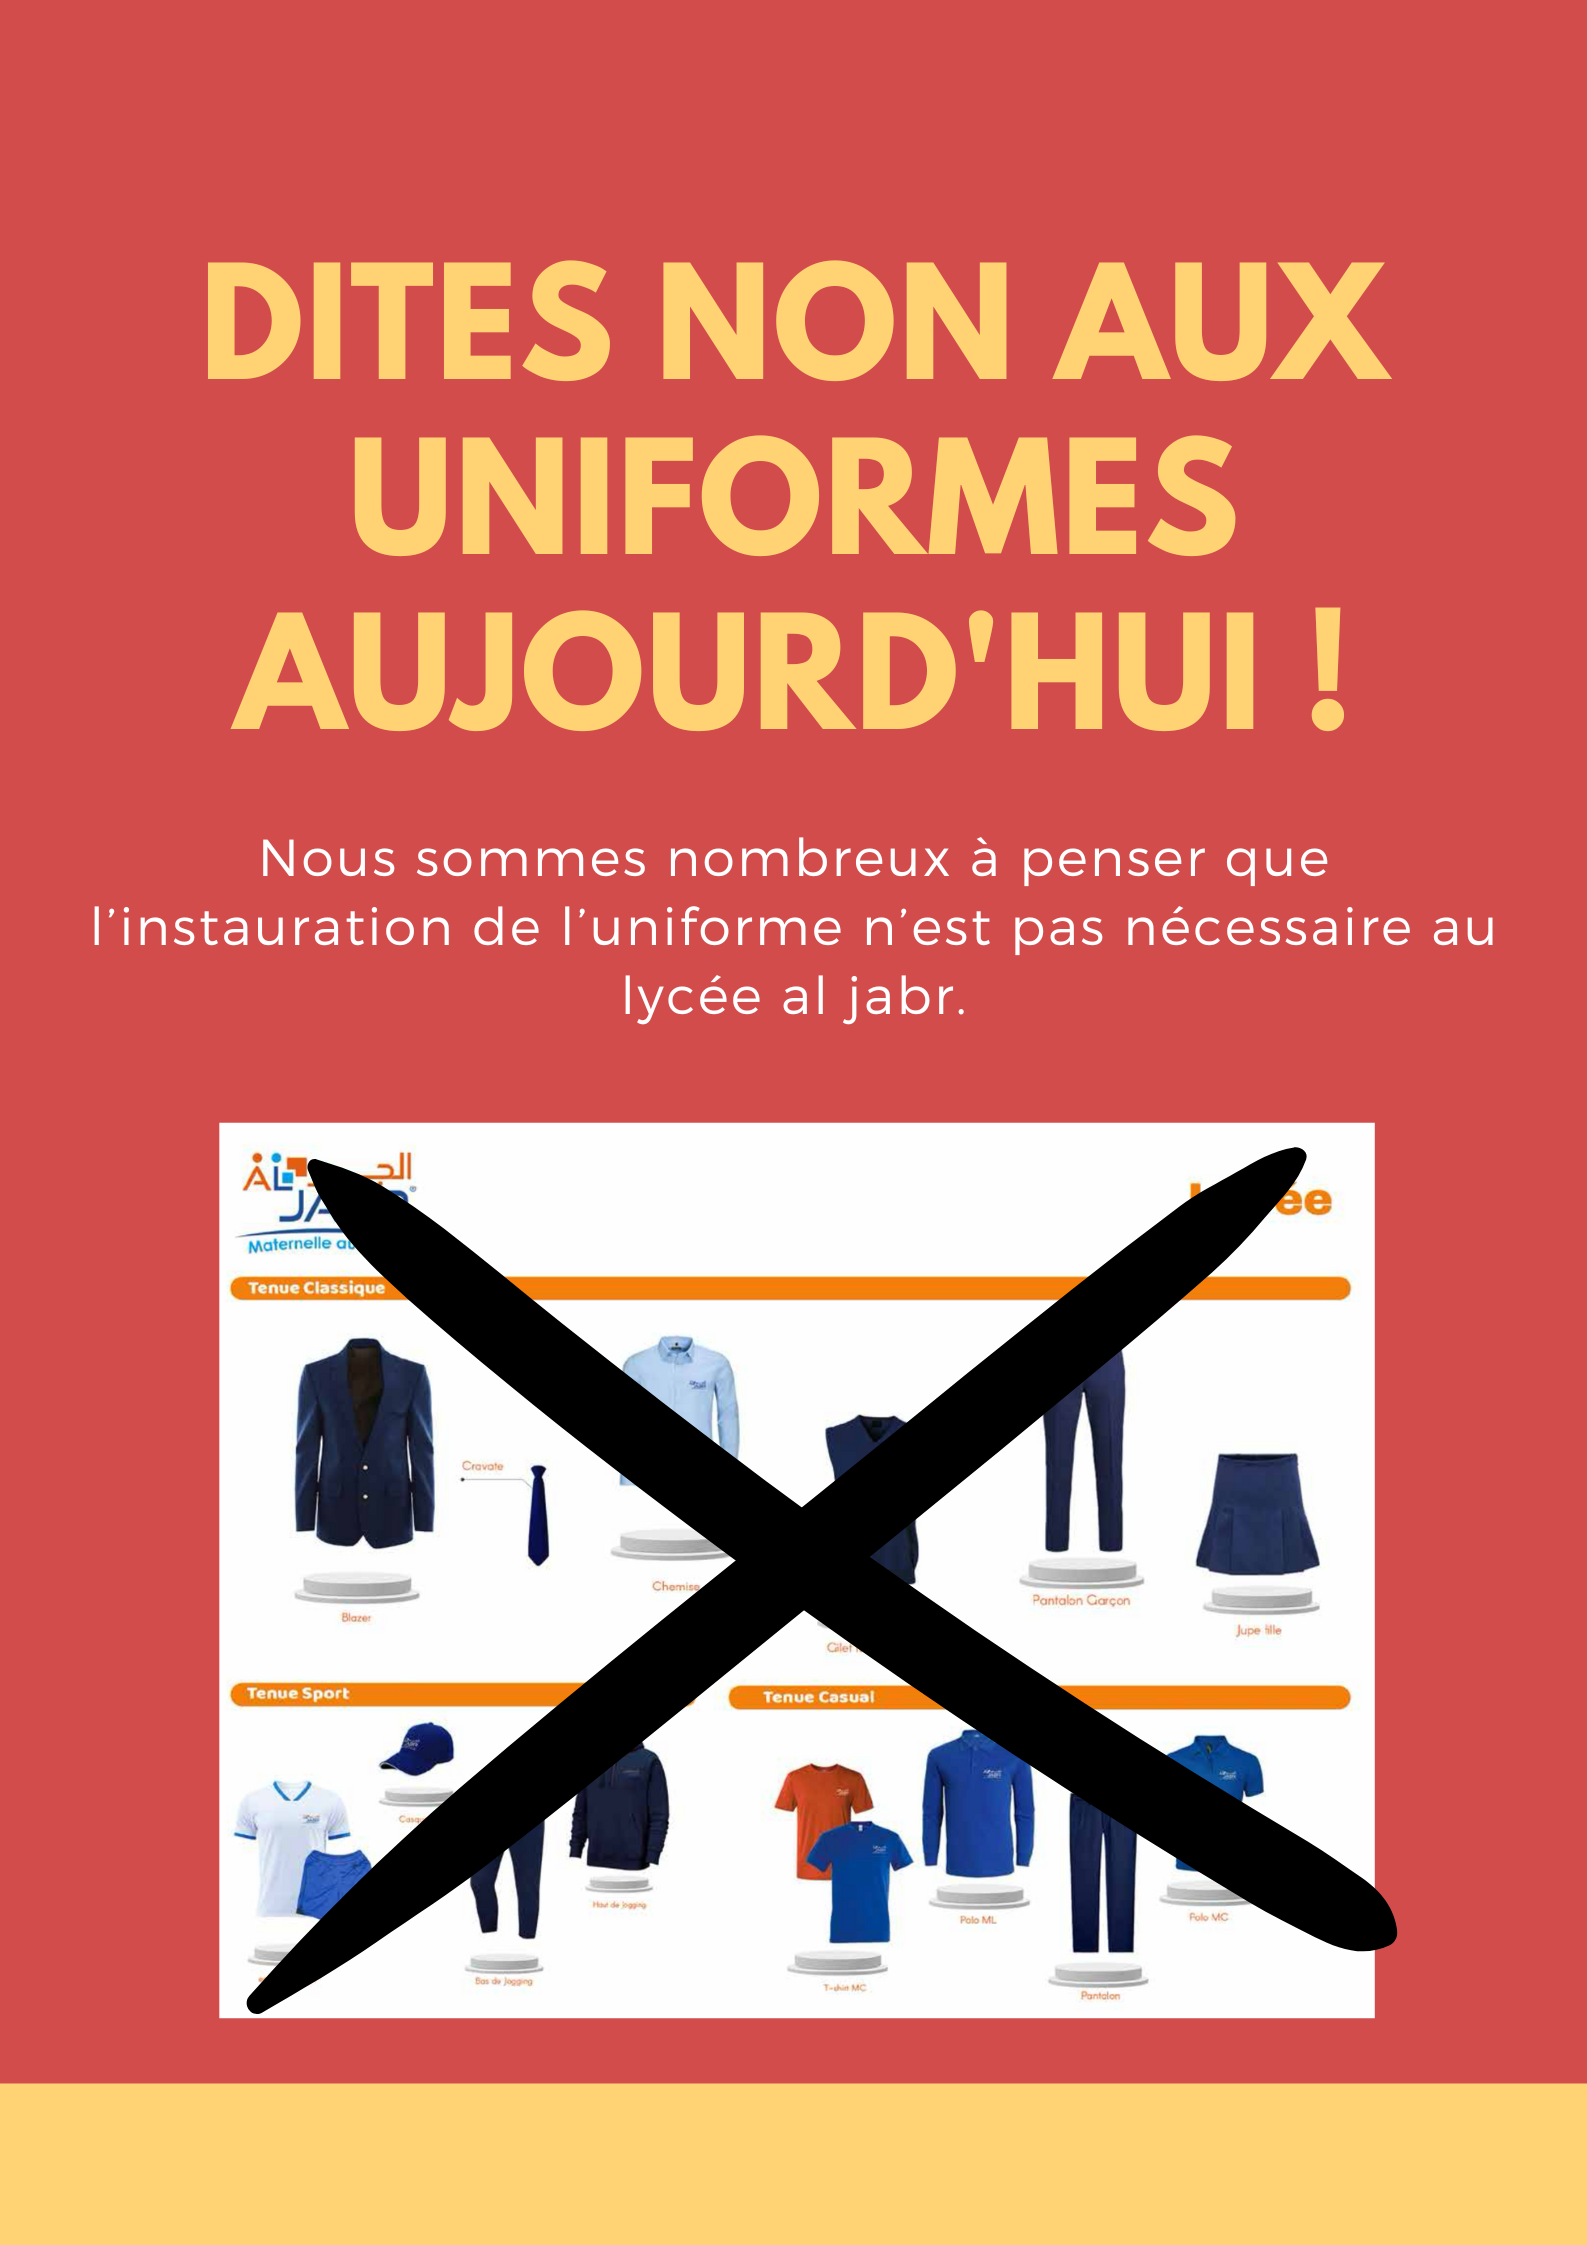 DITES NON AUX
UNIFORMES
AUJOURD'HUI !
Nous sommes nombreux à penser que
l’instauration de l’uniforme n’est pas nécessaire au
lycée al jabr.
AL
Maternelle
Tenue Classique
Cravate
Chemise
Blazer
Pantalon Garçon
Jupe fille
Gilet
Tenue Sport
Tenue Casual
Haut de jogging
Bas de Jogging
Polo ML
Polo MC
T-shirt MC
Pantalon